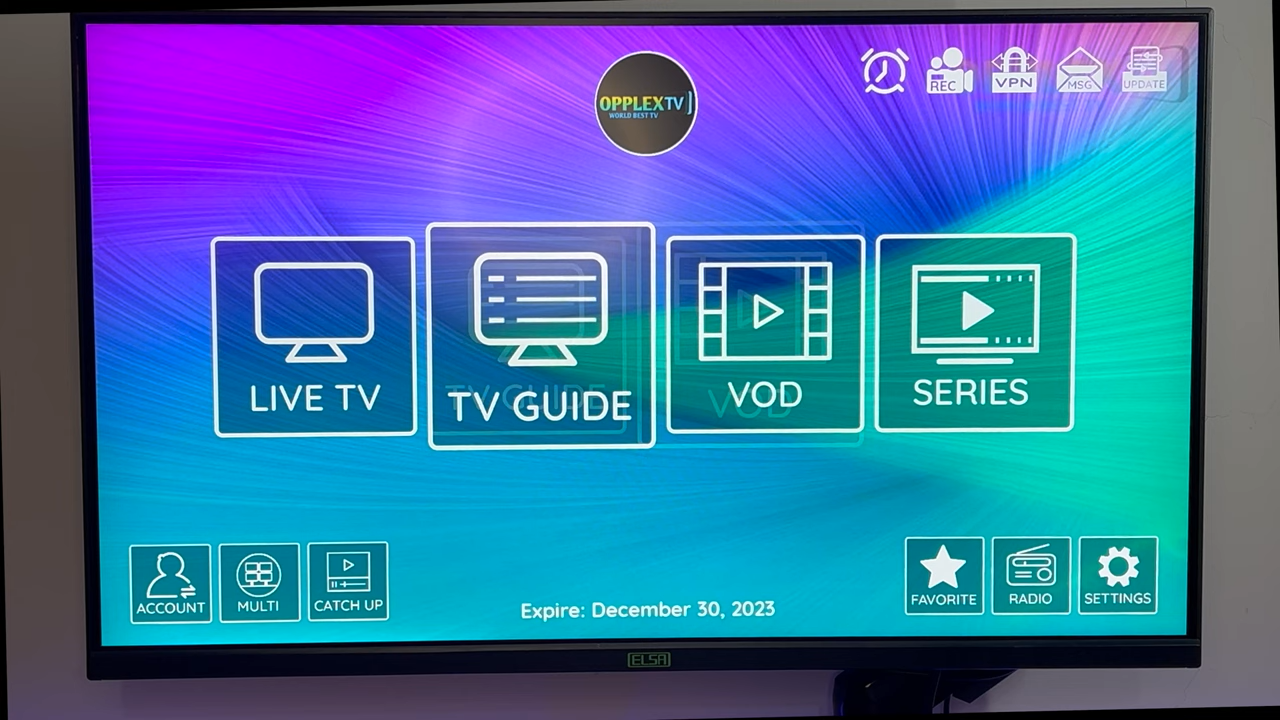 OPPLEXTV
WORLD BEST TV
REC
VPN
MSG
UPDATE
LIVE TV
TV GUIDE
VOD
SERIES
ACCOUNT
MULTI
CATCH UP
Expire: December 30, 2023
FAVORITE
RADIO
SETTINGS
ELSA